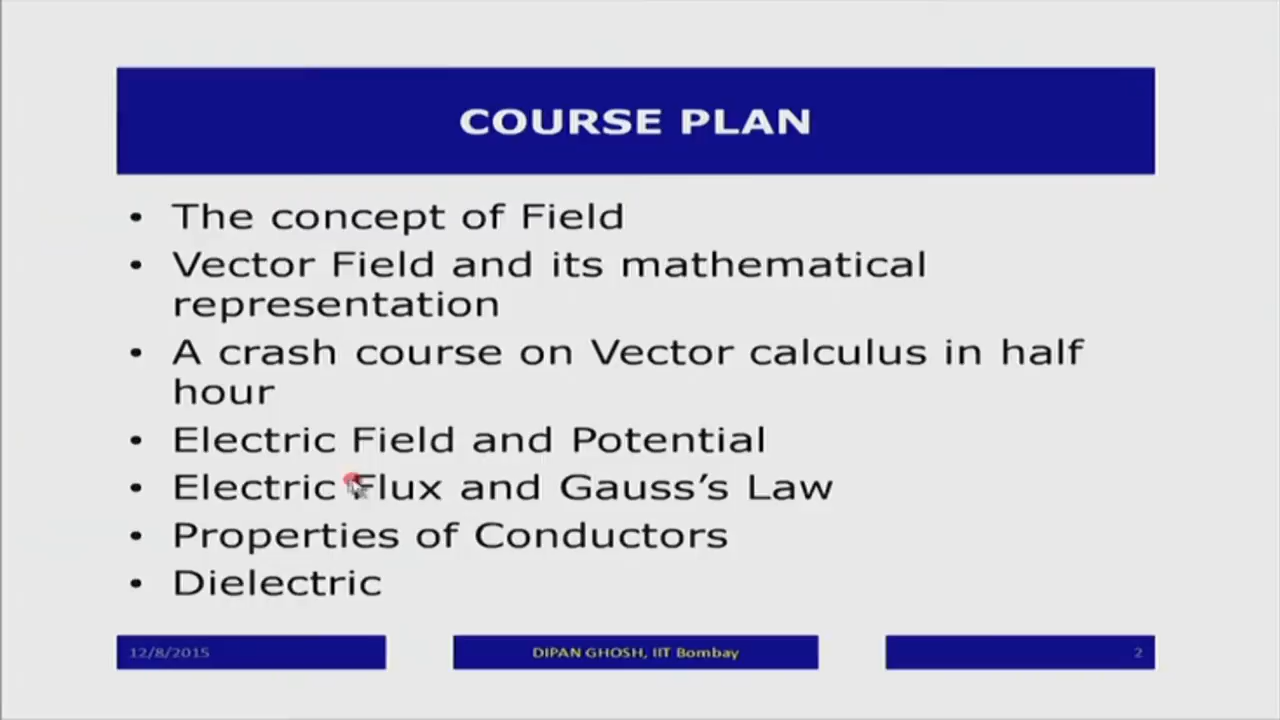 COURSE PLAN
• The concept of Field
• Vector Field and its mathematical
representation
• A crash course on Vector calculus in half
hour
• Electric Field and Potential
• Electric Flux and Gauss’s Law
• Properties of Conductors
• Dielectric
12/8/2015
DIPAN GHOSH, IIT Bombay
2